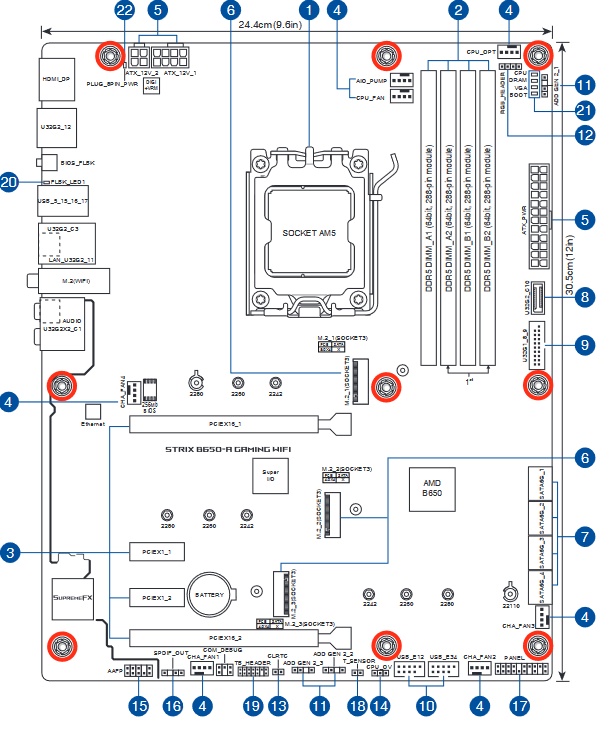 22
5
6
1
4
2
4
24.4cm(9.6in)
ATX_12V_2
ATX_12V_1
PLUG_8PIN_PWR
DIGI
+VRM
HDMI_DP
AIO_PUMP
CPU_FAN
CPU_OPT
RGB_HEADER
CPU
DRAM
VGA
BOOT
ADD GEN 2_1
11
21
12
U32G2_12
BIOS_FLBK
20
FLBK_LED1
USB_5_15_16_17
U32G2_C3
LAN_U32G2_11
M.2(WIFI)
AUDIO
U32G2X2_C1
SOCKET AM5
DDR5 DIMM_A1 (64bit, 288-pin module)
DDR5 DIMM_A2 (64bit, 288-pin module)
DDR5 DIMM_B1 (64bit, 288-pin module)
DDR5 DIMM_B2 (64bit, 288-pin module)
ATX_PWR
5
30.5cm(12in)
U32G2_C10
8
U32G1_8_9
9
M.2_1(SOCKET3)
PCIE SATA
M.2_1(SOCKET3)
1st
4
CHA_FAN4
256Mb
BIOS
2280
2260
2242
Ethernet
PCIEX16_1
STRIX B650-A GAMING WIFI
Super
I/O
M.2_2(SOCKET3)
M.2_2(SOCKET3)
AMD
B650
6
2280
2260
2242
SATA6G_1
SATA6G_2
SATA6G_3
SATA6G_4
7
3
PCIEX1_1
SUPREMEFX
PCIEX1_2
BATTERY
M.2_3(SOCKET3)
M.2_3(SOCKET3)
2242
2260
2280
22110
CHA_FAN3
4
PCIEX16_2
AAFP
SPDIF_OUT
CHA_FAN1
COM_DEBUG
TB_HEADER
CLRTC
ADD GEN 2_3
ADD GEN 2_2
T_SENSOR
CPU_OV
USB_E12
USB_E34
CHA_FAN2
PANEL
15
16
4
19
13
11
18
14
10
4
17